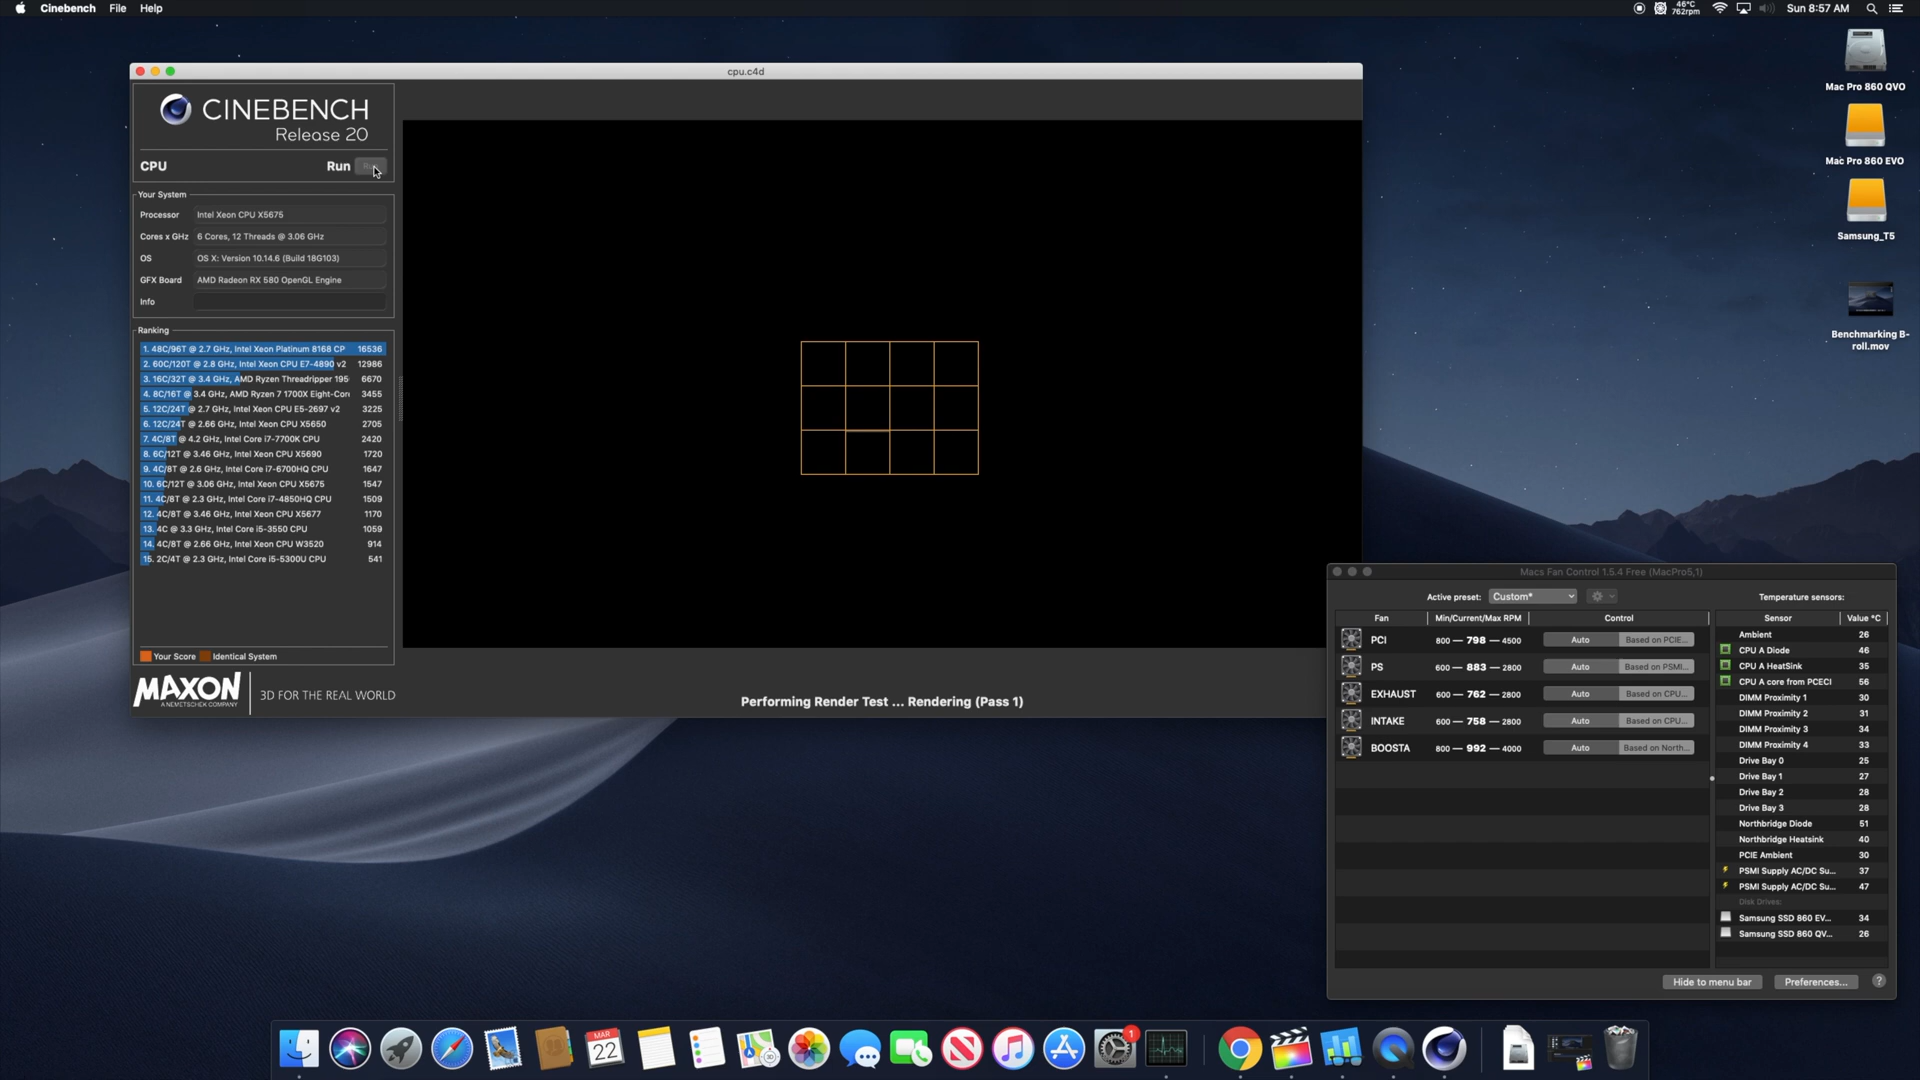 Cinebench File Help
46°C
762rpm
Sun 8:57 AM
cpu.c4d
CINEBENCH
Release 20
CPU Run
Your System
Processor Intel Xeon CPU X5675
Cores x GHz 6 Cores, 12 Threads @ 3.06 GHz
OS OS X: Version 10.14.6 (Build 18G103)
GFX Board AMD Radeon RX 580 OpenGL Engine
Info
Ranking
1. 48C/96T @ 2.7 GHz, Intel Xeon Platinum 8168 CP 16536
2. 60C/120T @ 2.8 GHz, Intel Xeon CPU E7-4890 v2 12986
3. 16C/32T @ 3.4 GHz, AMD Ryzen Threadripper 195 6670
4. 8C/16T @ 3.4 GHz, AMD Ryzen 7 1700X Eight-Core 3455
5. 12C/24T @ 2.7 GHz, Intel Xeon CPU E5-2697 v2 3225
6. 12C/24T @ 2.66 GHz, Intel Xeon CPU X5650 2705
7. 4C/8T @ 4.2 GHz, Intel Core i7-7700K CPU 2420
8. 6C/12T @ 3.46 GHz, Intel Xeon CPU X5690 1720
9. 4C/8T @ 2.6 GHz, Intel Core i7-6700HQ CPU 1647
10. 6C/12T @ 3.06 GHz, Intel Xeon CPU X5675 1547
11. 4C/8T @ 2.3 GHz, Intel Core i7-4850HQ CPU 1509
12. 4C/8T @ 3.46 GHz, Intel Xeon CPU X5677 1170
13. 4C @ 3.3 GHz, Intel Core i5-3550 CPU 1059
14. 4C/8T @ 2.66 GHz, Intel Xeon CPU W3520 914
15. 2C/4T @ 2.3 GHz, Intel Core i5-5300U CPU 541
Your Score Identical System
MAXON
A NEMETSCHEK COMPANY
3D FOR THE REAL WORLD
Performing Render Test ... Rendering (Pass 1)
Mac Pro 860 QVO
Mac Pro 860 EVO
Samsung_T5
Benchmarking B-
roll.mov
Macs Fan Control 1.5.4 Free (MacPro5,1)
Active preset: Custom*
Fan Min/Current/Max RPM Control
PCI 800 — 798 — 4500 Auto Based on PCIE...
PS 600 — 883 — 2800 Auto Based on PSMI...
EXHAUST 600 — 762 — 2800 Auto Based on CPU...
INTAKE 600 — 758 — 2800 Auto Based on CPU...
BOOSTA 800 — 992 — 4000 Auto Based on North...
Temperature sensors:
Sensor Value °C
Ambient 26
CPU A Diode 46
CPU A HeatSink 35
CPU A core from PCECI 56
DIMM Proximity 1 30
DIMM Proximity 2 31
DIMM Proximity 3 34
DIMM Proximity 4 33
Drive Bay 0 25
Drive Bay 1 27
Drive Bay 2 28
Drive Bay 3 28
Northbridge Diode 51
Northbridge Heatsink 40
PCIE Ambient 30
PSMI Supply AC/DC Su... 37
PSMI Supply AC/DC Su... 47
Disk Drives:
Samsung SSD 860 EV... 34
Samsung SSD 860 QV... 26
Hide to menu bar Preferences... ?
MAR
22
3D
1